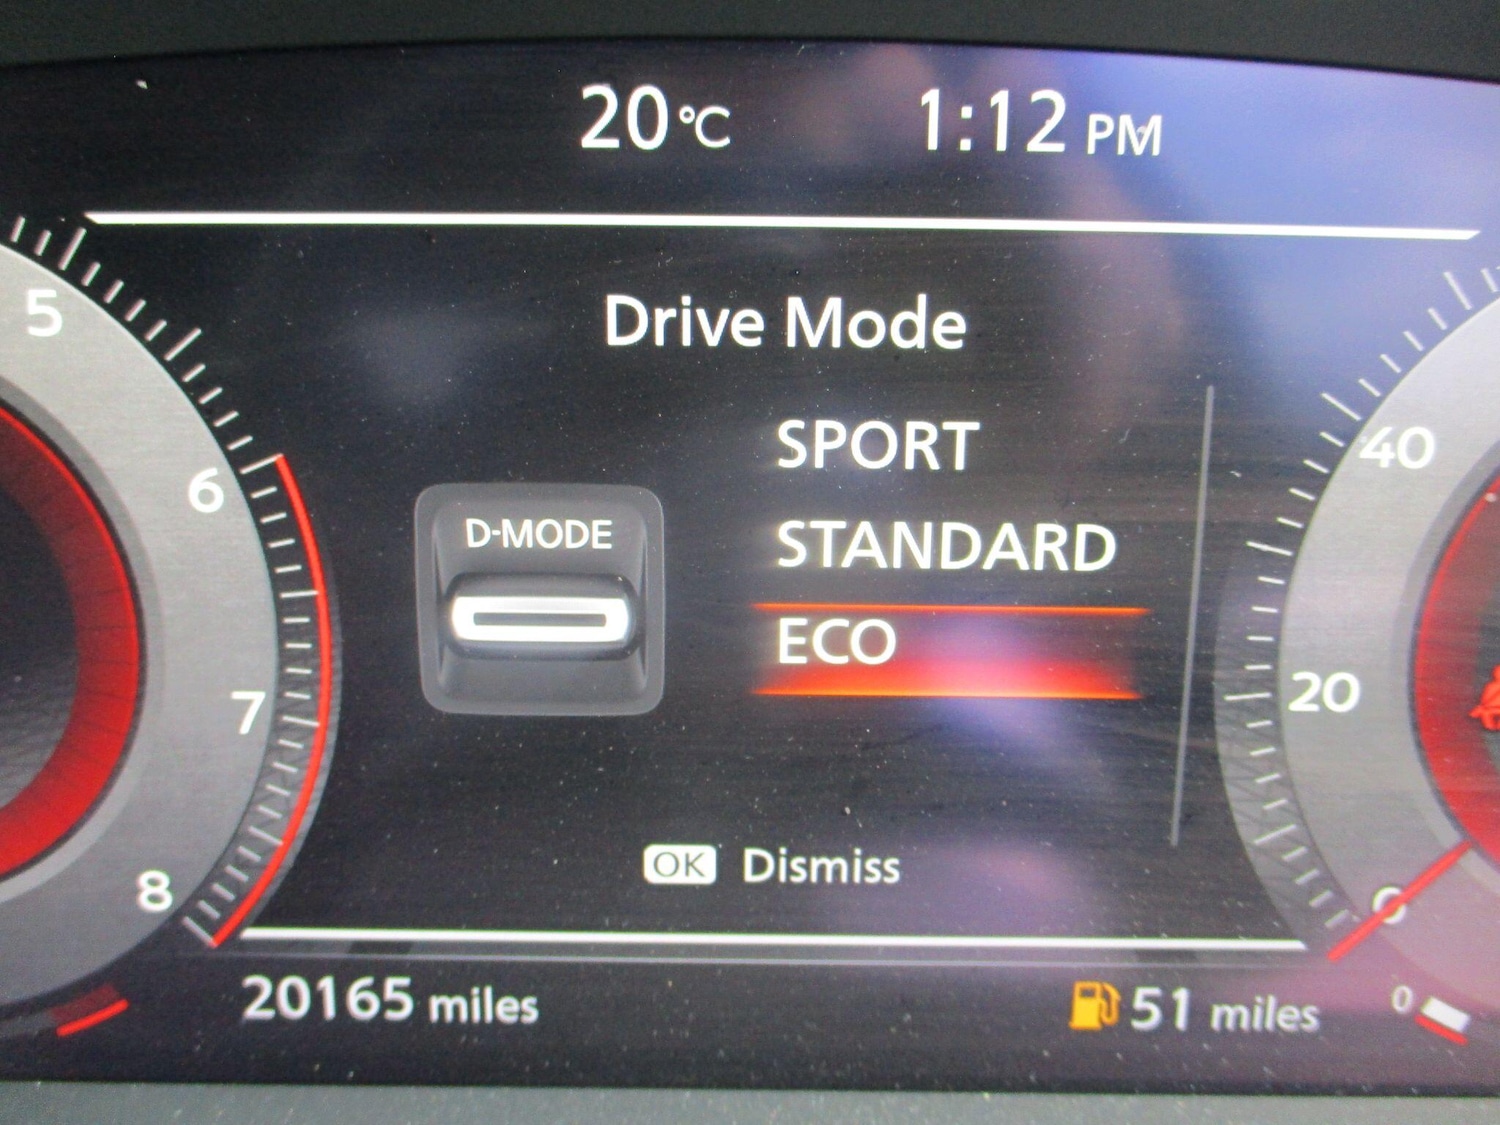 20°C 1:12 PM
Drive Mode
SPORT
D-MODE
STANDARD
ECO
OK Dismiss
5
6
7
8
40
20
0
20165 miles
51 miles
0